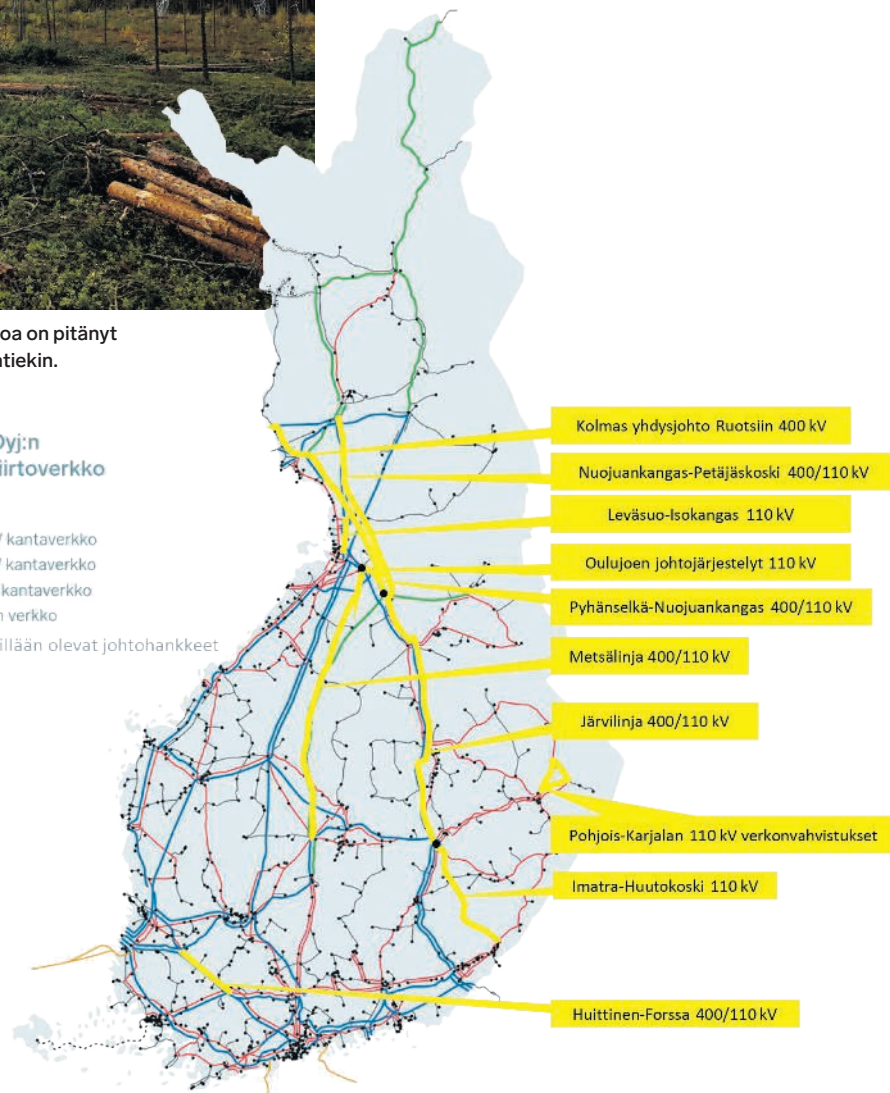 oa on pitänyt
tiekin.
Oyj:n
iirtoverkko
kantaverkko
kantaverkko
kantaverkko
verkko
illään olevat johtohankkeet
Kolmas yhdysjohto Ruotsiin 400 kV
Nuojuankangas-Petäjäskoski 400/110 kV
Leväsuo-Isokangas 110 kV
Oulujoen johtojärjestelyt 110 kV
Pyhänselkä-Nuojuankangas 400/110 kV
Metsälinja 400/110 kV
Järvilinja 400/110 kV
Pohjois-Karjalan 110 kV verkonvahvistukset
Imatra-Huutokoski 110 kV
Huittinen-Forssa 400/110 kV